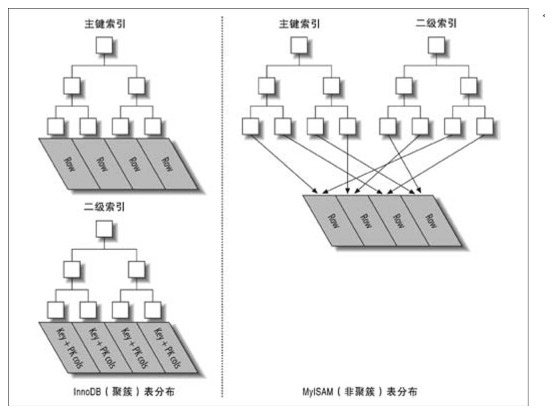 主键索引
Row
Row
Row
Row
二级索引
Key + PK cols
Key + PK cols
Key + PK cols
Key + PK cols
InnoDB（聚簇）表分布
主键索引
二级索引
Row
Row
Row
Row
MyISAM（非聚簇）表分布